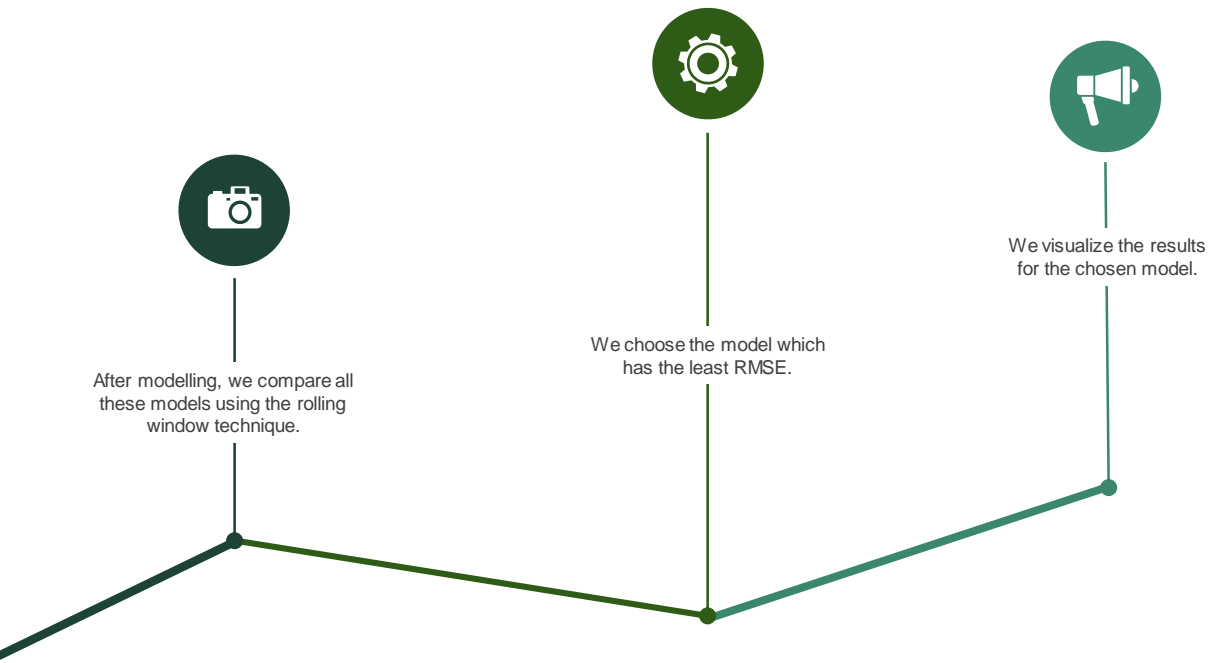 After modelling, we compare all
these models using the rolling
window technique.
We choose the model which
has the least RMSE.
We visualize the results
for the chosen model.